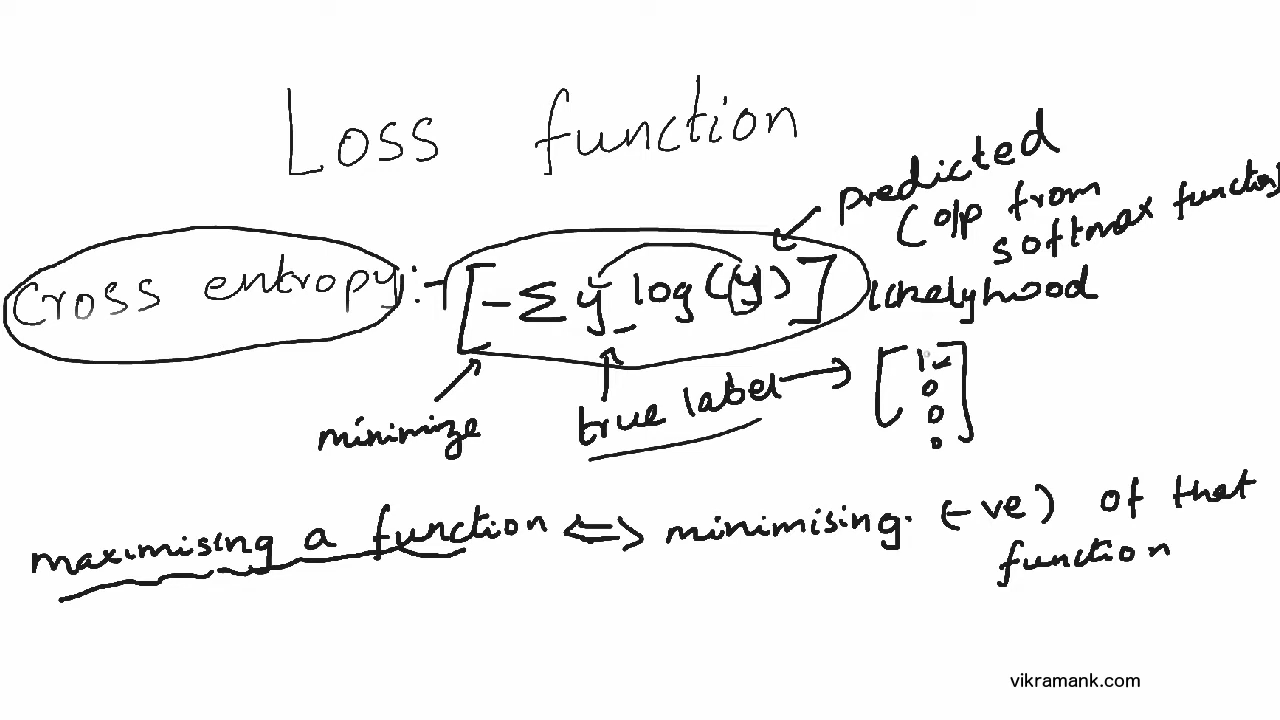 Loss function
predicted
(o/p from
softmax function)
Cross entropy :- [-Σ y log(y)]
likelyhood
minimize
true label → [1
0
0
0]
maximising a function ⇔ minimising (-ve) of that
function
vikramank.com